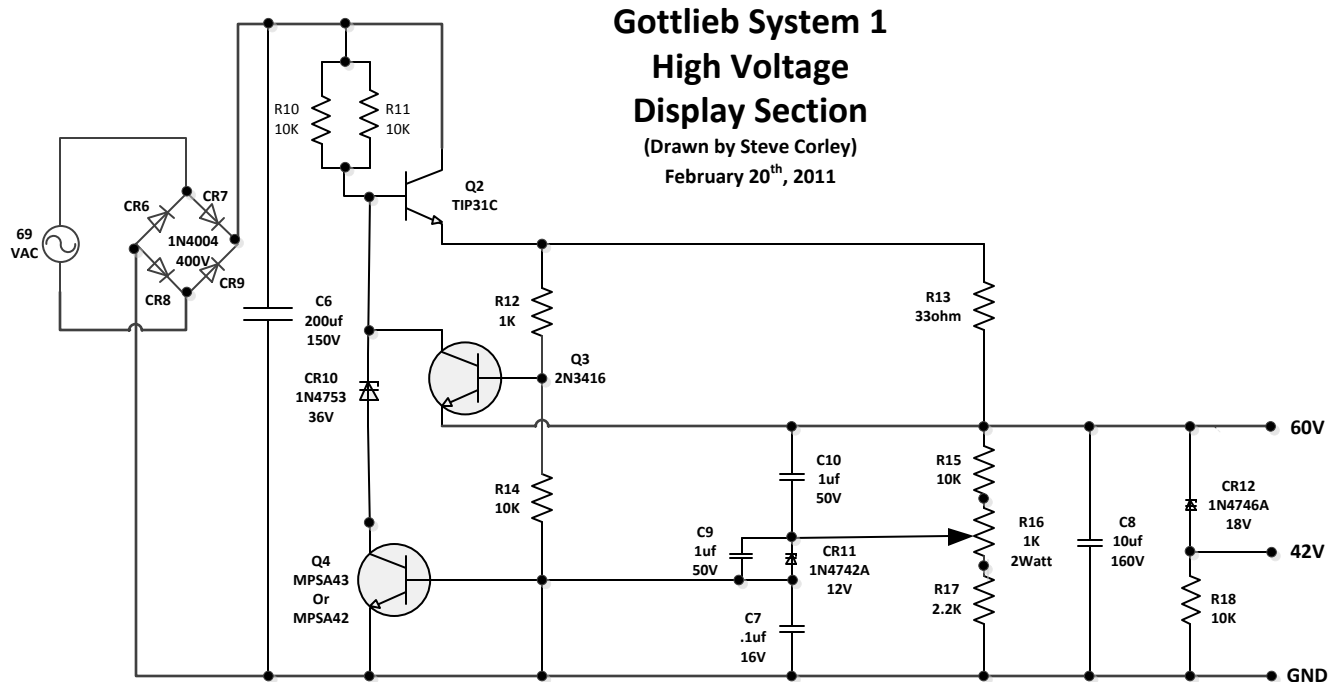 Gottlieb System 1
High Voltage
Display Section
(Drawn by Steve Corley)
February 20th, 2011
69
VAC
CR6
CR7
1N4004
400V
CR8
CR9
C6
200uf
150V
R10
10K
R11
10K
Q2
TIP31C
R12
1K
R13
33ohm
Q3
2N3416
CR10
1N4753
36V
R14
10K
Q4
MPSA43
Or
MPSA42
C10
1uf
50V
C9
1uf
50V
CR11
1N4742A
12V
C7
.1uf
16V
R15
10K
R16
1K
2Watt
R17
2.2K
C8
10uf
160V
CR12
1N4746A
18V
R18
10K
60V
42V
GND